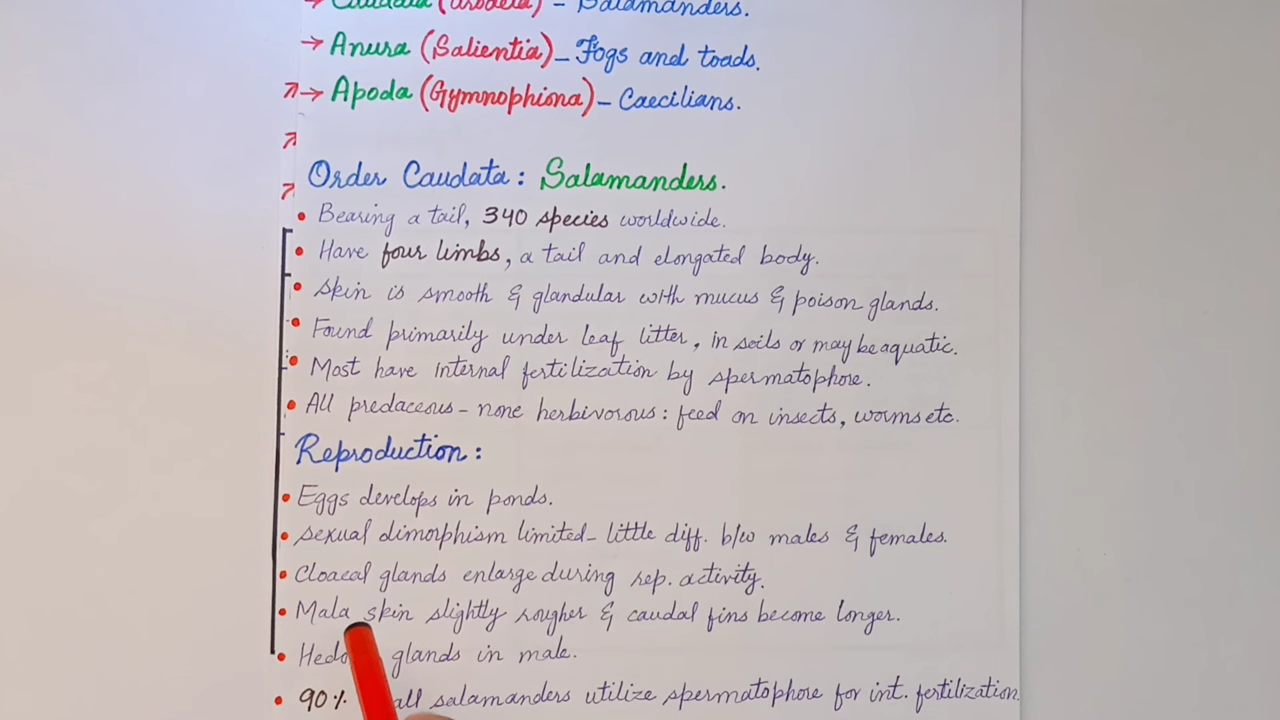 Caudata (Urodela) - Salamanders.
→ Anura (Salientia) - Fogs and toads.
→ Apoda (Gymnophiona) - Caecilians.
Order Caudata: Salamanders.
• Bearing a tail, 340 species worldwide.
• Have four limbs, a tail and elongated body.
• Skin is smooth & glandular with mucus & poison glands.
• Found primarily under leaf litter, in soils or may be aquatic.
• Most have internal fertilization by spermatophore.
• All predaceous - none herbivorous: feed on insects, worms etc.
Reproduction:
• Eggs develops in ponds.
• Sexual dimorphism limited - little diff. b/w males & females.
• Cloacal glands enlarge during rep. activity.
• Mala skin slightly rougher & caudal fins become longer.
• glands in male.
• 90% all salamanders utilize spermatophore for int. fertilization